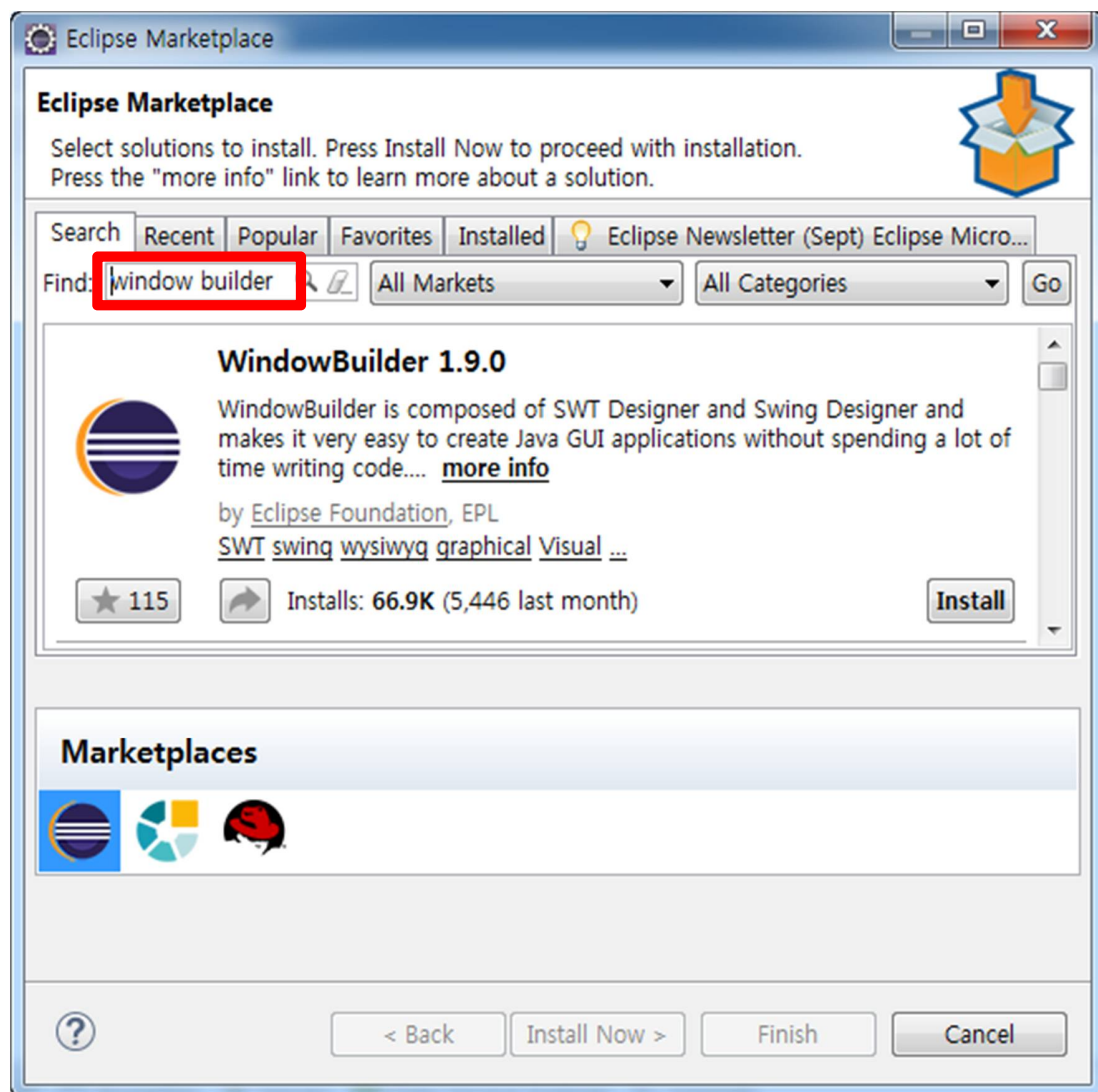 Eclipse Marketplace
Eclipse Marketplace
Select solutions to install. Press Install Now to proceed with installation.
Press the "more info" link to learn more about a solution.
Search Recent Popular Favorites Installed Eclipse Newsletter (Sept) Eclipse Micro...
Find: window builder All Markets All Categories Go
WindowBuilder 1.9.0
WindowBuilder is composed of SWT Designer and Swing Designer and
makes it very easy to create Java GUI applications without spending a lot of
time writing code.... more info
by Eclipse Foundation, EPL
SWT swing wysiwyg graphical Visual ...
115 Installs: 66.9K (5,446 last month) Install
Marketplaces
? < Back Install Now > Finish Cancel